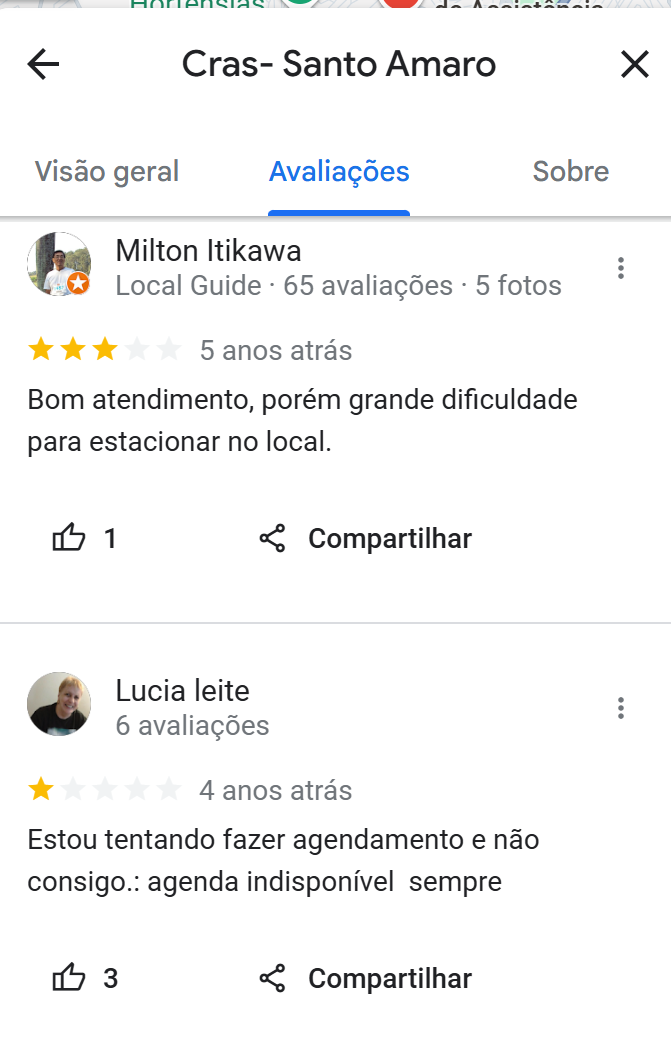 Hortênsias
de Assistência
Cras- Santo Amaro
Visão geral
Avaliações
Sobre
Milton Itikawa
Local Guide · 65 avaliações · 5 fotos
5 anos atrás
Bom atendimento, porém grande dificuldade
para estacionar no local.
1
Compartilhar
Lucia leite
6 avaliações
4 anos atrás
Estou tentando fazer agendamento e não
consigo.: agenda indisponível  sempre
3
Compartilhar